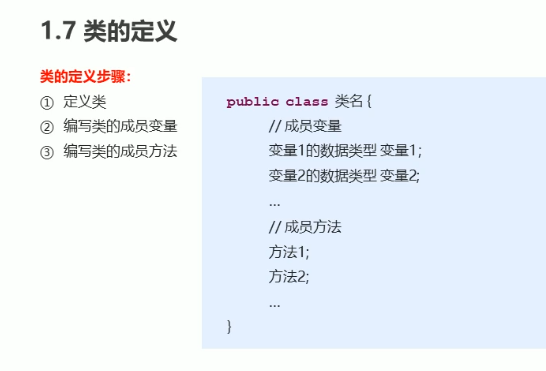 1.7 类的定义
类的定义步骤：
① 定义类
② 编写类的成员变量
③ 编写类的成员方法
public class 类名 {
// 成员变量
变量1的数据类型 变量1；
变量2的数据类型 变量2;
…
// 成员方法
方法1;
方法2;
…
}